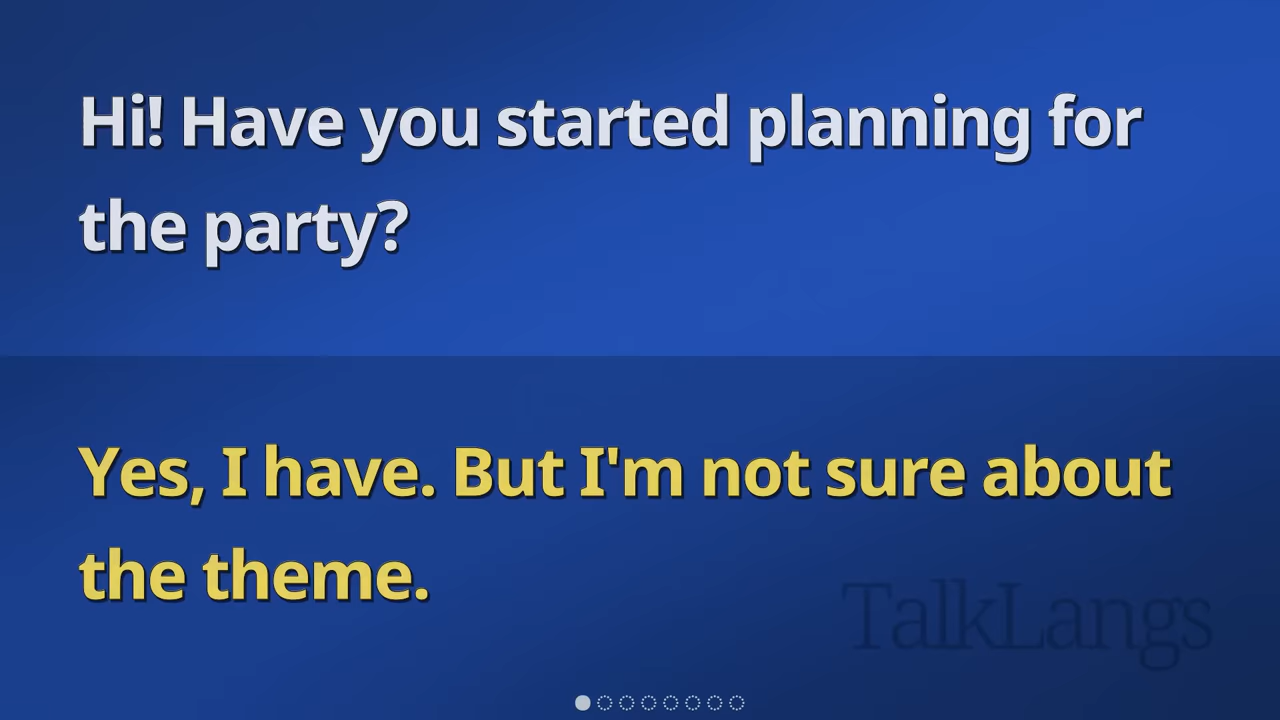 Hi! Have you started planning for
the party?
Yes, I have. But I'm not sure about
the theme.
TalkLangs